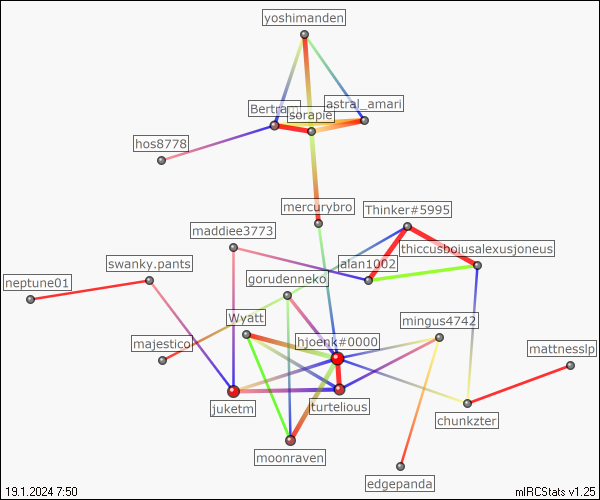 yoshimanden
astral_amari
Bertram
sorapie
hos8778
mercurybro
Thinker#5995
maddiee3773
thiccusboiusalexusjoneus
alan1002
swanky.pants
gorudenneko
neptune01
Wyatt
mingus4742
majestico
hjoenk#0000
mattnesslp
juketm
turtelious
chunkzter
moonraven
edgepanda
19.1.2024 7:50
mIRCStats v1.25